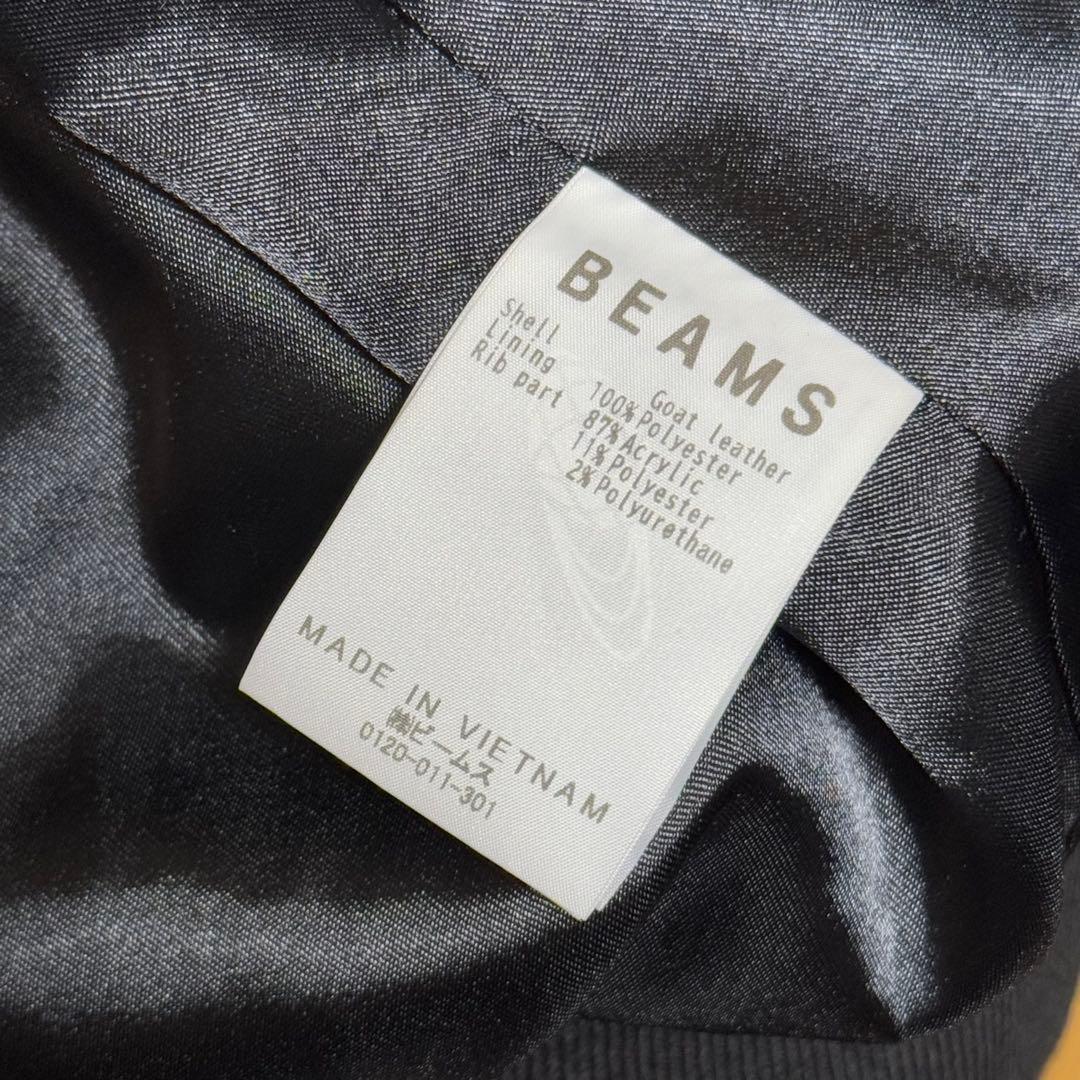 BEAMS
Shell Goat leather
Lining 100%Polyester
Rib part 87%Acrylic
11%Polyester
2%Polyurethane
MADE IN VIETNAM
㈱ビームス
0120-011-301